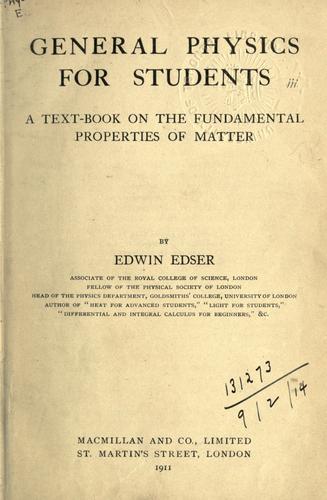 E.
GENERAL PHYSICS
FOR STUDENTS
iii
A TEXT-BOOK ON THE FUNDAMENTAL
PROPERTIES OF MATTER
BY
EDWIN EDSER
ASSOCIATE OF THE ROYAL COLLEGE OF SCIENCE, LONDON
FELLOW OF THE PHYSICAL SOCIETY OF LONDON
HEAD OF THE PHYSICS DEPARTMENT, GOLDSMITHS' COLLEGE, UNIVERSITY OF LONDON
AUTHOR OF "HEAT FOR ADVANCED STUDENTS," "LIGHT FOR STUDENTS,"
"DIFFERENTIAL AND INTEGRAL CALCULUS FOR BEGINNERS," &C.
131273
9/2/14
MACMILLAN AND CO., LIMITED
ST. MARTIN'S STREET, LONDON
1911